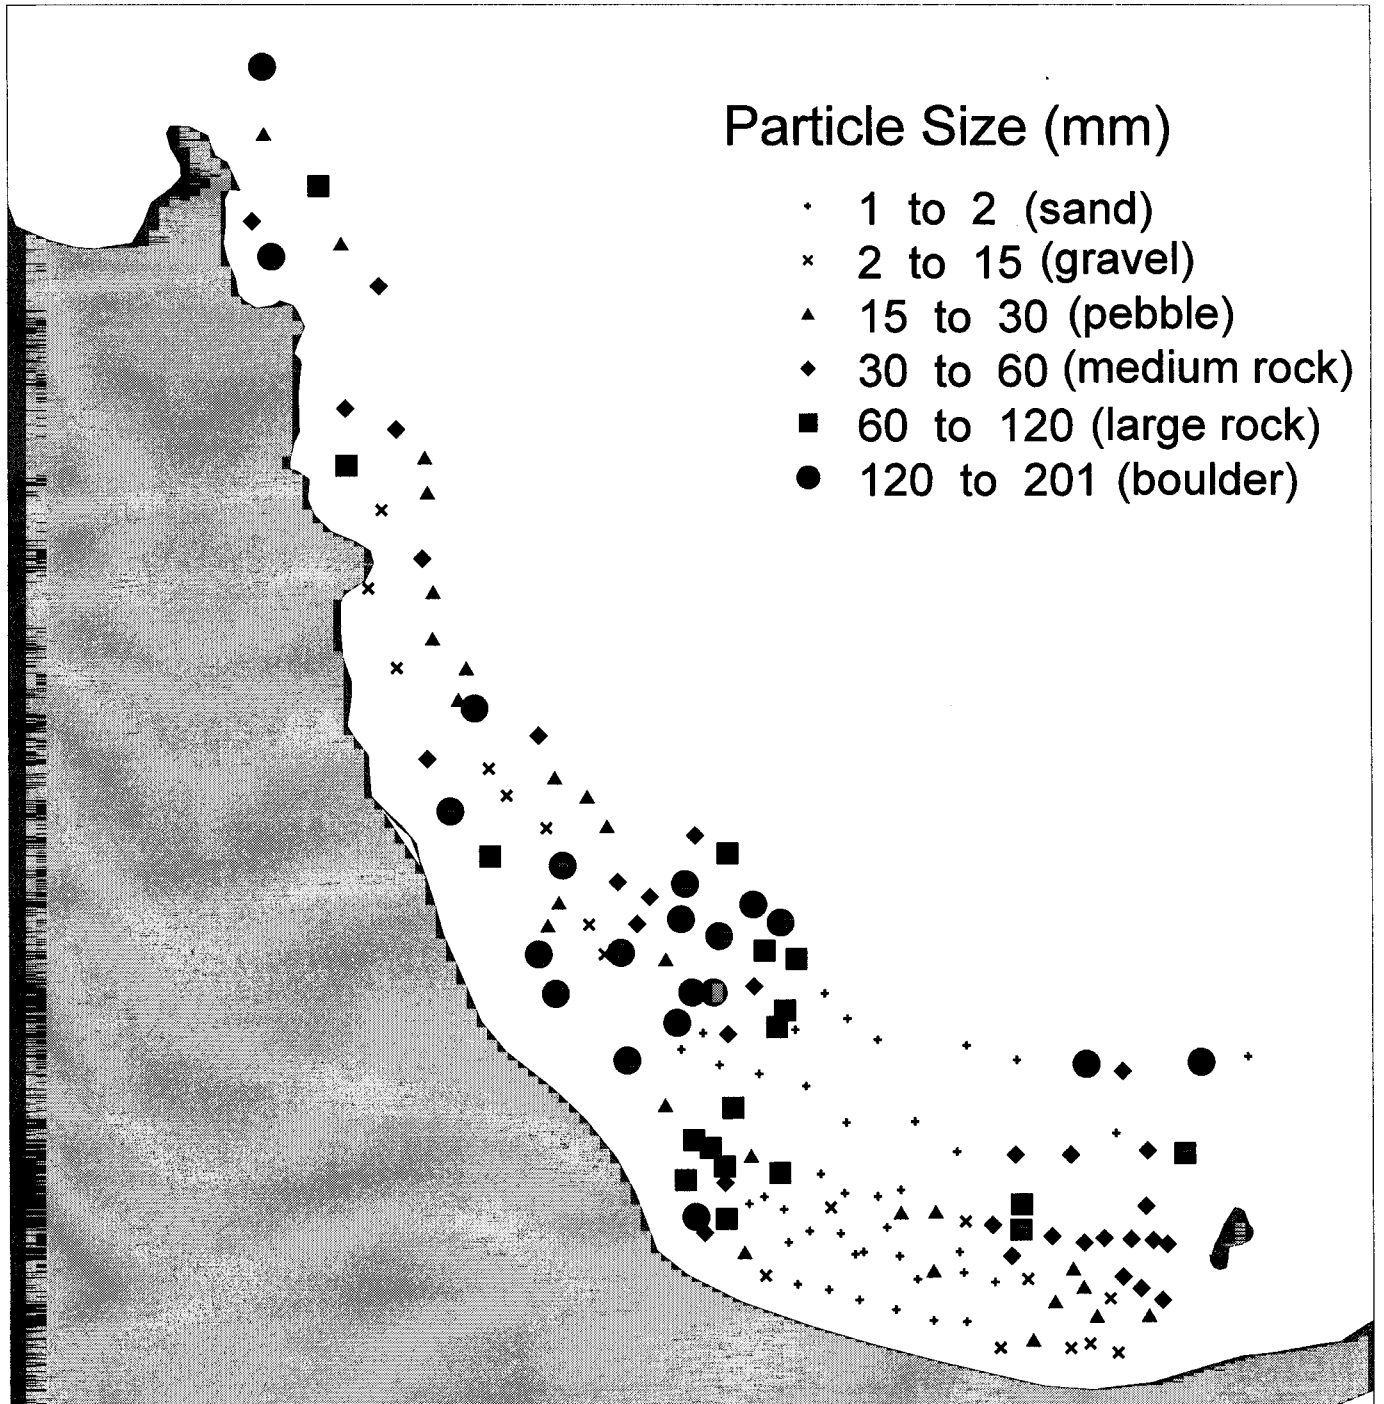 Particle Size (mm)
1 to 2 (sand)
2 to 15 (gravel)
15 to 30 (pebble)
30 to 60 (medium rock)
60 to 120 (large rock)
120 to 201 (boulder)